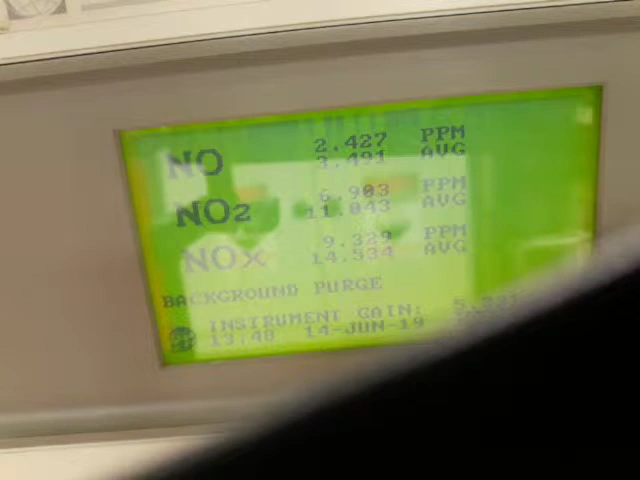 NO 2.427 PPM
3.491 AVG
NO2 6.903 PPM
11.043 AVG
NOx 9.329 PPM
14.534 AVG
BACKGROUND PURGE
INSTRUMENT GAIN:
13:48 14-JUN-19